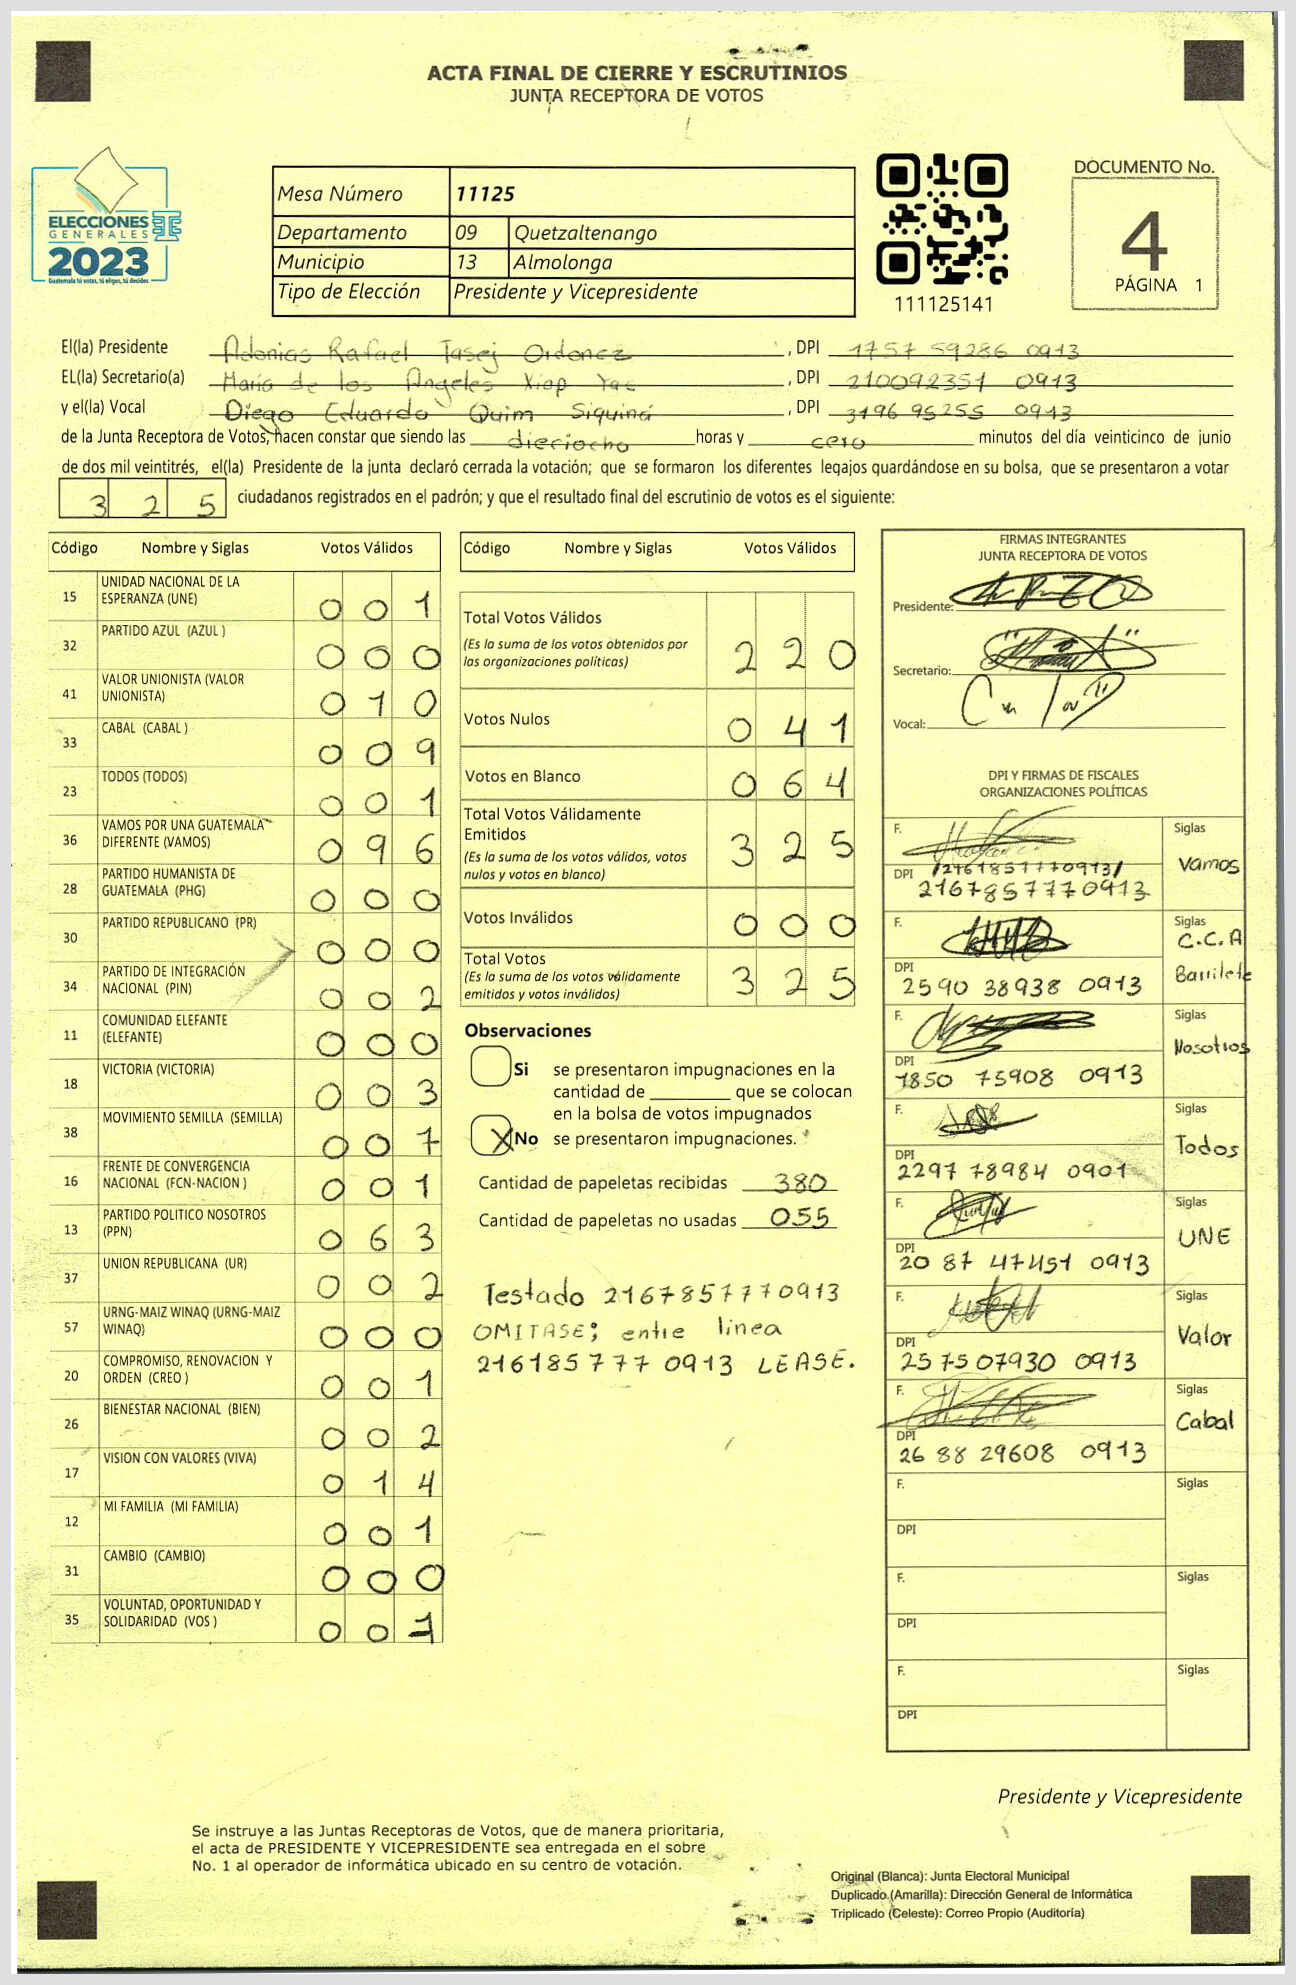 ACTA FINAL DE CIERRE Y ESCRUTINIOS
JUNTA RECEPTORA DE VOTOS
ELECCIONES
GENERALES
2023
Guatemala tú votas, tú eliges, tú decides
Mesa Número 11125
Departamento 09 Quetzaltenango
Municipio 13 Almolonga
Tipo de Elección Presidente y Vicepresidente
111125141
DOCUMENTO No.
4
PÁGINA 1
El(la) Presidente Adonias Rafael Tasej Ordonez, DPI 1757 59286 0913
EL(la) Secretario(a) María de los Angeles Xiap Yac, DPI 210092351 0913
y el(la) Vocal Diego Eduardo Quim Siquiná, DPI 3196 95255 0913
de la Junta Receptora de Votos, hacen constar que siendo las dieciocho horas y cero minutos del día veinticinco de junio
de dos mil veintitrés, el(la) Presidente de la junta declaró cerrada la votación; que se formaron los diferentes legajos guardándose en su bolsa, que se presentaron a votar
3 2 5 ciudadanos registrados en el padrón; y que el resultado final del escrutinio de votos es el siguiente:
Código Nombre y Siglas Votos Válidos
15 UNIDAD NACIONAL DE LA
ESPERANZA (UNE) 0 0 1
32 PARTIDO AZUL (AZUL ) 0 0 0
41 VALOR UNIONISTA (VALOR
UNIONISTA) 0 1 0
33 CABAL (CABAL ) 0 0 9
23 TODOS (TODOS) 0 0 1
36 VAMOS POR UNA GUATEMALA
DIFERENTE (VAMOS) 0 9 6
28 PARTIDO HUMANISTA DE
GUATEMALA (PHG) 0 0 0
30 PARTIDO REPUBLICANO (PR) 0 0 0
34 PARTIDO DE INTEGRACIÓN
NACIONAL (PIN) 0 0 2
11 COMUNIDAD ELEFANTE
(ELEFANTE) 0 0 0
18 VICTORIA (VICTORIA) 0 0 3
38 MOVIMIENTO SEMILLA (SEMILLA) 0 0 7
16 FRENTE DE CONVERGENCIA
NACIONAL (FCN-NACION ) 0 0 1
13 PARTIDO POLITICO NOSOTROS
(PPN) 0 6 3
37 UNION REPUBLICANA (UR) 0 0 2
57 URNG-MAIZ WINAQ (URNG-MAIZ
WINAQ) 0 0 0
20 COMPROMISO, RENOVACION Y
ORDEN (CREO ) 0 0 1
26 BIENESTAR NACIONAL (BIEN) 0 0 2
17 VISION CON VALORES (VIVA) 0 1 4
12 MI FAMILIA (MI FAMILIA) 0 0 1
31 CAMBIO (CAMBIO) 0 0 0
35 VOLUNTAD, OPORTUNIDAD Y
SOLIDARIDAD (VOS ) 0 0 1
Código Nombre y Siglas Votos Válidos
Total Votos Válidos
(Es la suma de los votos obtenidos por
las organizaciones políticas) 2 2 0
Votos Nulos 0 4 1
Votos en Blanco 0 6 4
Total Votos Válidamente
Emitidos
(Es la suma de los votos válidos, votos
nulos y votos en blanco) 3 2 5
Votos Inválidos 0 0 0
Total Votos
(Es la suma de los votos válidamente
emitidos y votos inválidos) 3 2 5
Observaciones
Si se presentaron impugnaciones en la
cantidad de ________ que se colocan
en la bolsa de votos impugnados
X No se presentaron impugnaciones.
Cantidad de papeletas recibidas 380
Cantidad de papeletas no usadas 055
Testado 2167857770913
OMITASE; entre linea
216185777 0913 LEASE.
FIRMAS INTEGRANTES
JUNTA RECEPTORA DE VOTOS
Presidente:
Secretario:
Vocal:
DPI Y FIRMAS DE FISCALES
ORGANIZACIONES POLÍTICAS
F. Siglas
Vamos
DPI /2161857770913/
2167857770913
F. Siglas
C.C.A
Barrilete
DPI
2590 38938 0913
F. Siglas
Nosotros
DPI
1850 75908 0913
F. Siglas
Todos
DPI
2297 78984 0901
F. Siglas
UNE
DPI
20 87 47451 0913
F. Siglas
Valor
DPI
257507930 0913
F. Siglas
Cabal
DPI
26 88 29608 0913
F. Siglas
DPI
F. Siglas
DPI
F. Siglas
DPI
Presidente y Vicepresidente
Se instruye a las Juntas Receptoras de Votos, que de manera prioritaria,
el acta de PRESIDENTE Y VICEPRESIDENTE sea entregada en el sobre
No. 1 al operador de informática ubicado en su centro de votación.
Original (Blanca): Junta Electoral Municipal
Duplicado (Amarilla): Dirección General de Informática
Triplicado (Celeste): Correo Propio (Auditoría)